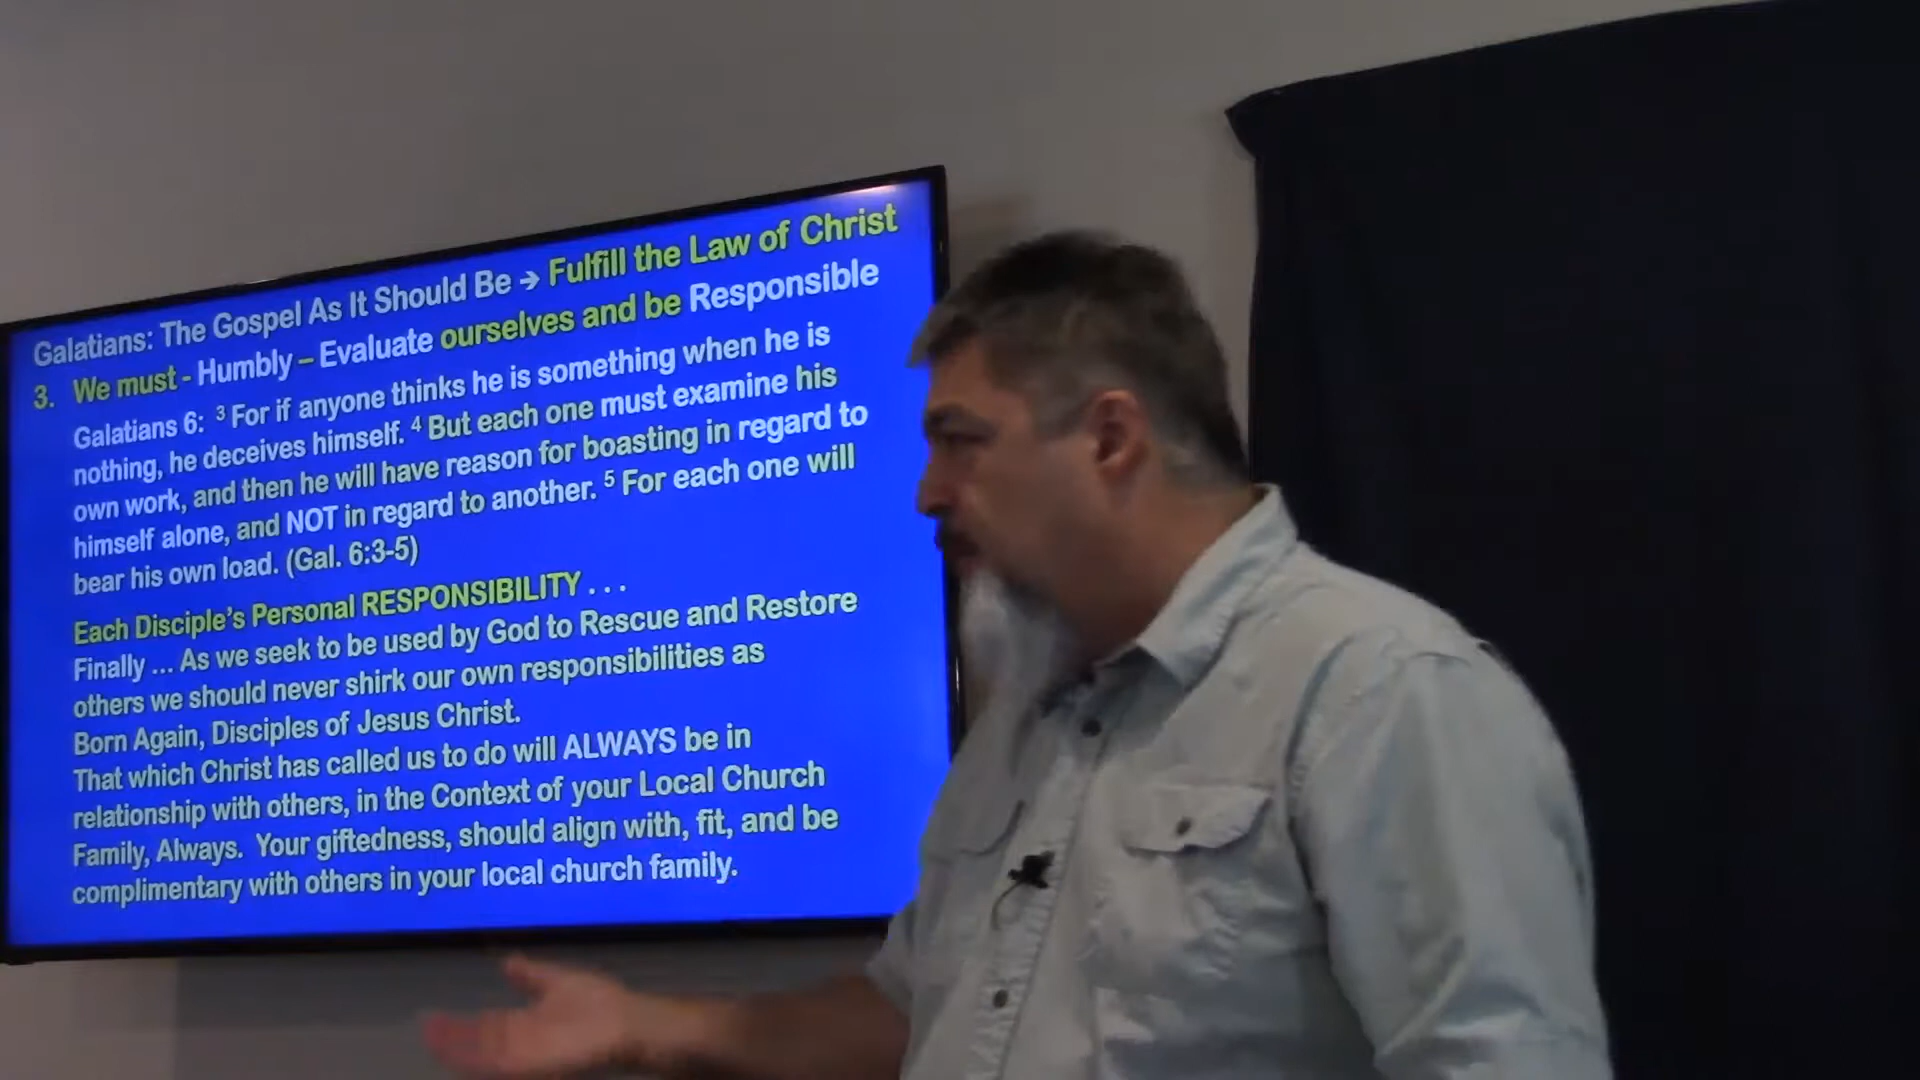 Galatians: The Gospel As It Should Be → Fulfill the Law of Christ
3. We must - Humbly – Evaluate ourselves and be Responsible
Galatians 6: ³ For if anyone thinks he is something when he is
nothing, he deceives himself. ⁴ But each one must examine his
own work, and then he will have reason for boasting in regard to
himself alone, and NOT in regard to another. ⁵ For each one will
bear his own load. (Gal. 6:3-5)
Each Disciple's Personal RESPONSIBILITY . . .
Finally ... As we seek to be used by God to Rescue and Restore
others we should never shirk our own responsibilities as
Born Again, Disciples of Jesus Christ.
That which Christ has called us to do will ALWAYS be in
relationship with others, in the Context of your Local Church
Family, Always. Your giftedness, should align with, fit, and be
complimentary with others in your local church family.